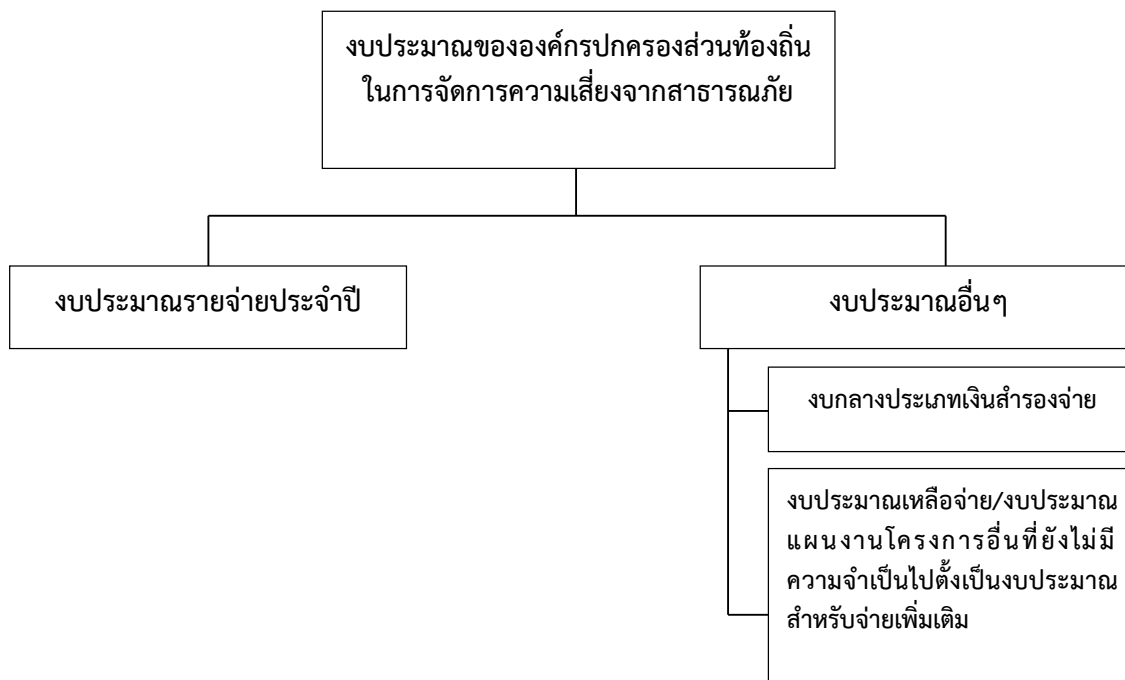 งบประมาณขององค์กรปกครองส่วนท้องถิ่น
ในการจัดการความเสี่ยงจากสาธารณภัย
งบประมาณรายจ่ายประจำปี
งบประมาณอื่นๆ
งบกลางประเภทเงินสำรองจ่าย
งบประมาณเหลือจ่าย/งบประมาณ
แผนงานโครงการอื่นที่ยังไม่มี
ความจำเป็นไปตั้งเป็นงบประมาณ
สำหรับจ่ายเพิ่มเติม